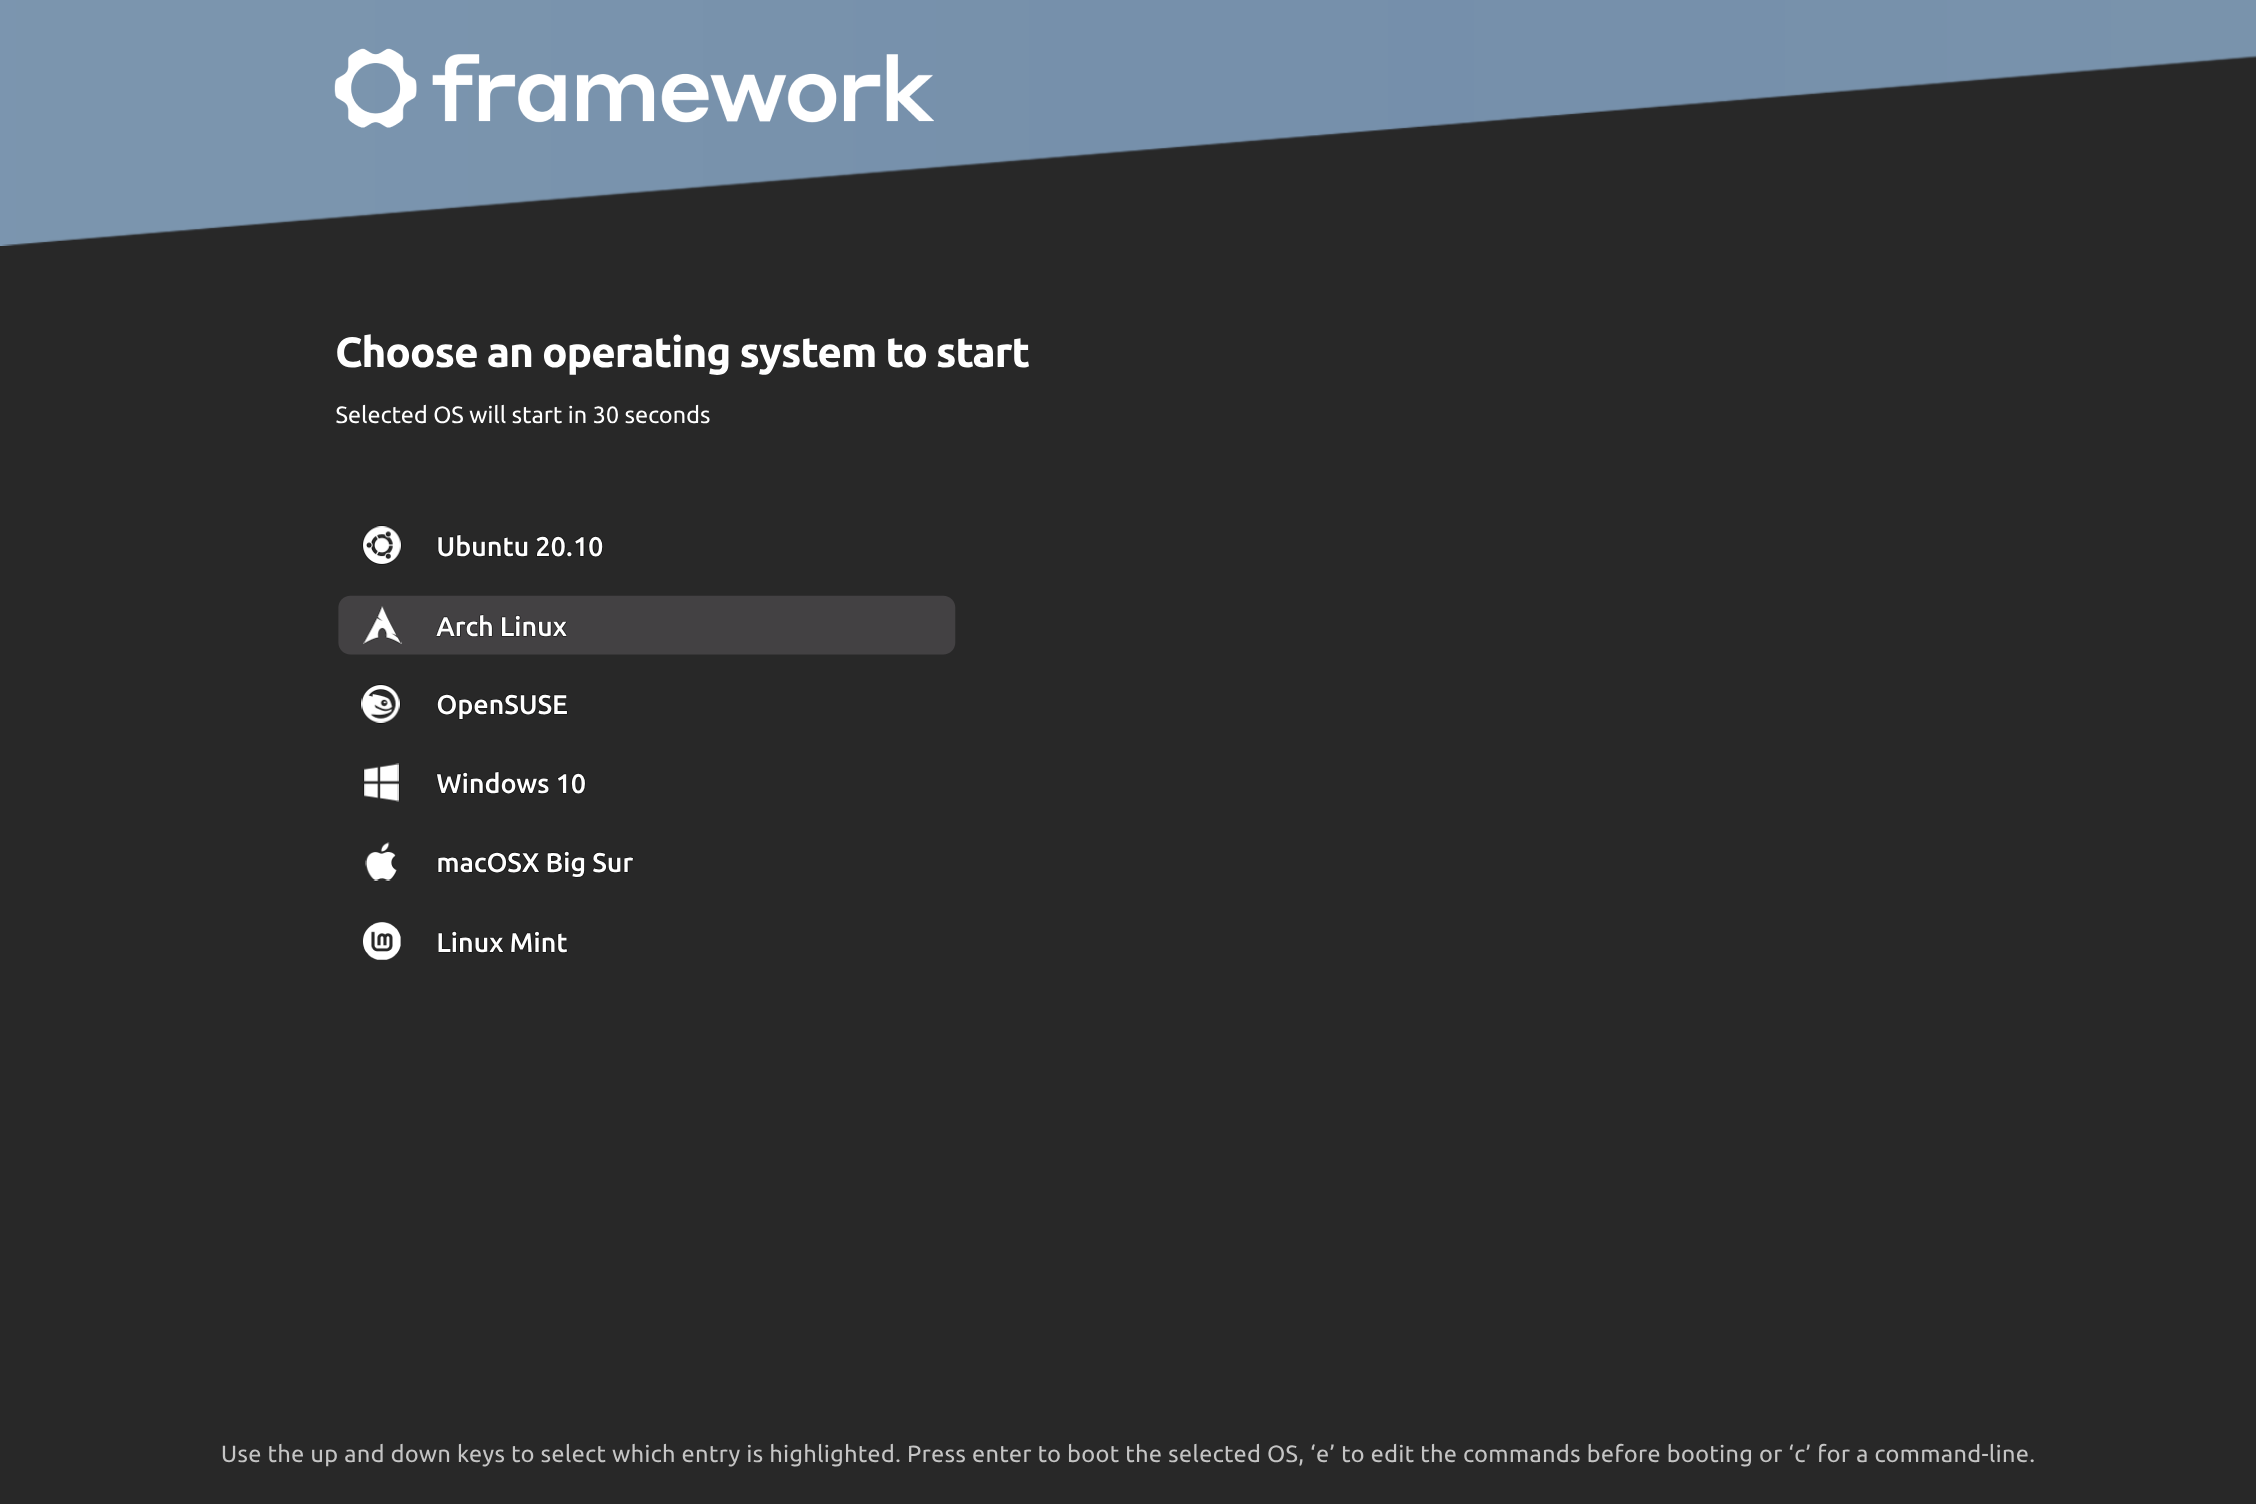 framework
Choose an operating system to start
Selected OS will start in 30 seconds
Ubuntu 20.10
Arch Linux
OpenSUSE
Windows 10
macOSX Big Sur
lm Linux Mint
Use the up and down keys to select which entry is highlighted. Press enter to boot the selected OS, ‘e’ to edit the commands before booting or ‘c’ for a command-line.